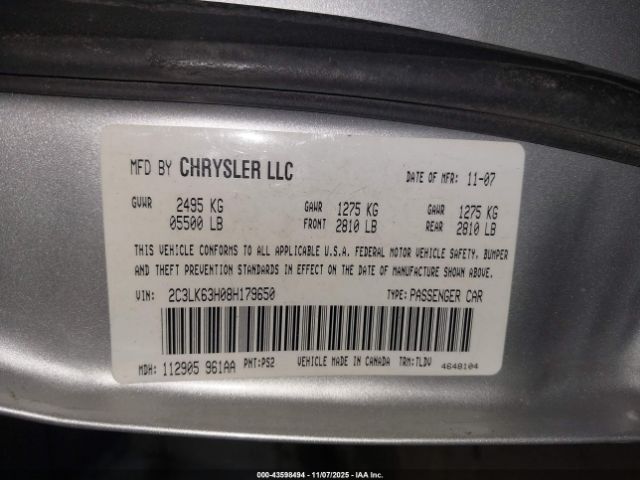 MFD BY CHRYSLER LLC DATE OF MFR: 11-07
GVWR 2495 KG GAWR 1275 KG GAWR 1275 KG
05500 LB FRONT 2810 LB REAR 2810 LB
THIS VEHICLE CONFORMS TO ALL APPLICABLE U.S.A. FEDERAL MOTOR VEHICLE SAFETY, BUMPER
AND THEFT PREVENTION STANDARDS IN EFFECT ON THE DATE OF MANUFACTURE SHOWN ABOVE.
VIN: 2C3LK63H08H179650 TYPE: PASSENGER CAR
MDH: 112905 961AA PNT: PS2 VEHICLE MADE IN CANADA TRM: TLDV 4648104
000-43598494 | 11/07/2025 - IAA Inc.